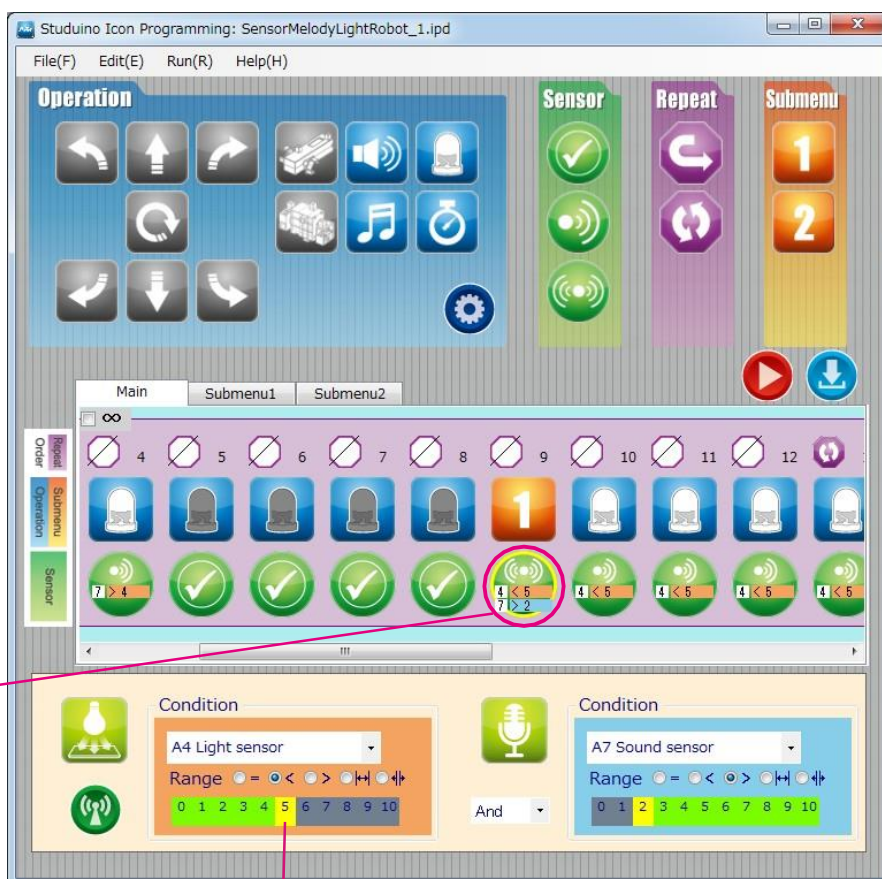 Studuino Icon Programming: SensorMelodyLightRobot_1.ipd
File(F) Edit(E) Run(R) Help(H)
Operation
Sensor
Repeat
Submenu
1
2
Main Submenu1 Submenu2
∞
Repeat Order
4 5 6 7 8 9 10 11 12
Submenu Operation
1
Sensor
7 > 4
4 < 5
7 > 2
4 < 5
4 < 5
4 < 5
4 < 5
Condition
A4 Light sensor
Range = < >
0 1 2 3 4 5 6 7 8 9 10
And
Condition
A7 Sound sensor
Range = < >
0 1 2 3 4 5 6 7 8 9 10